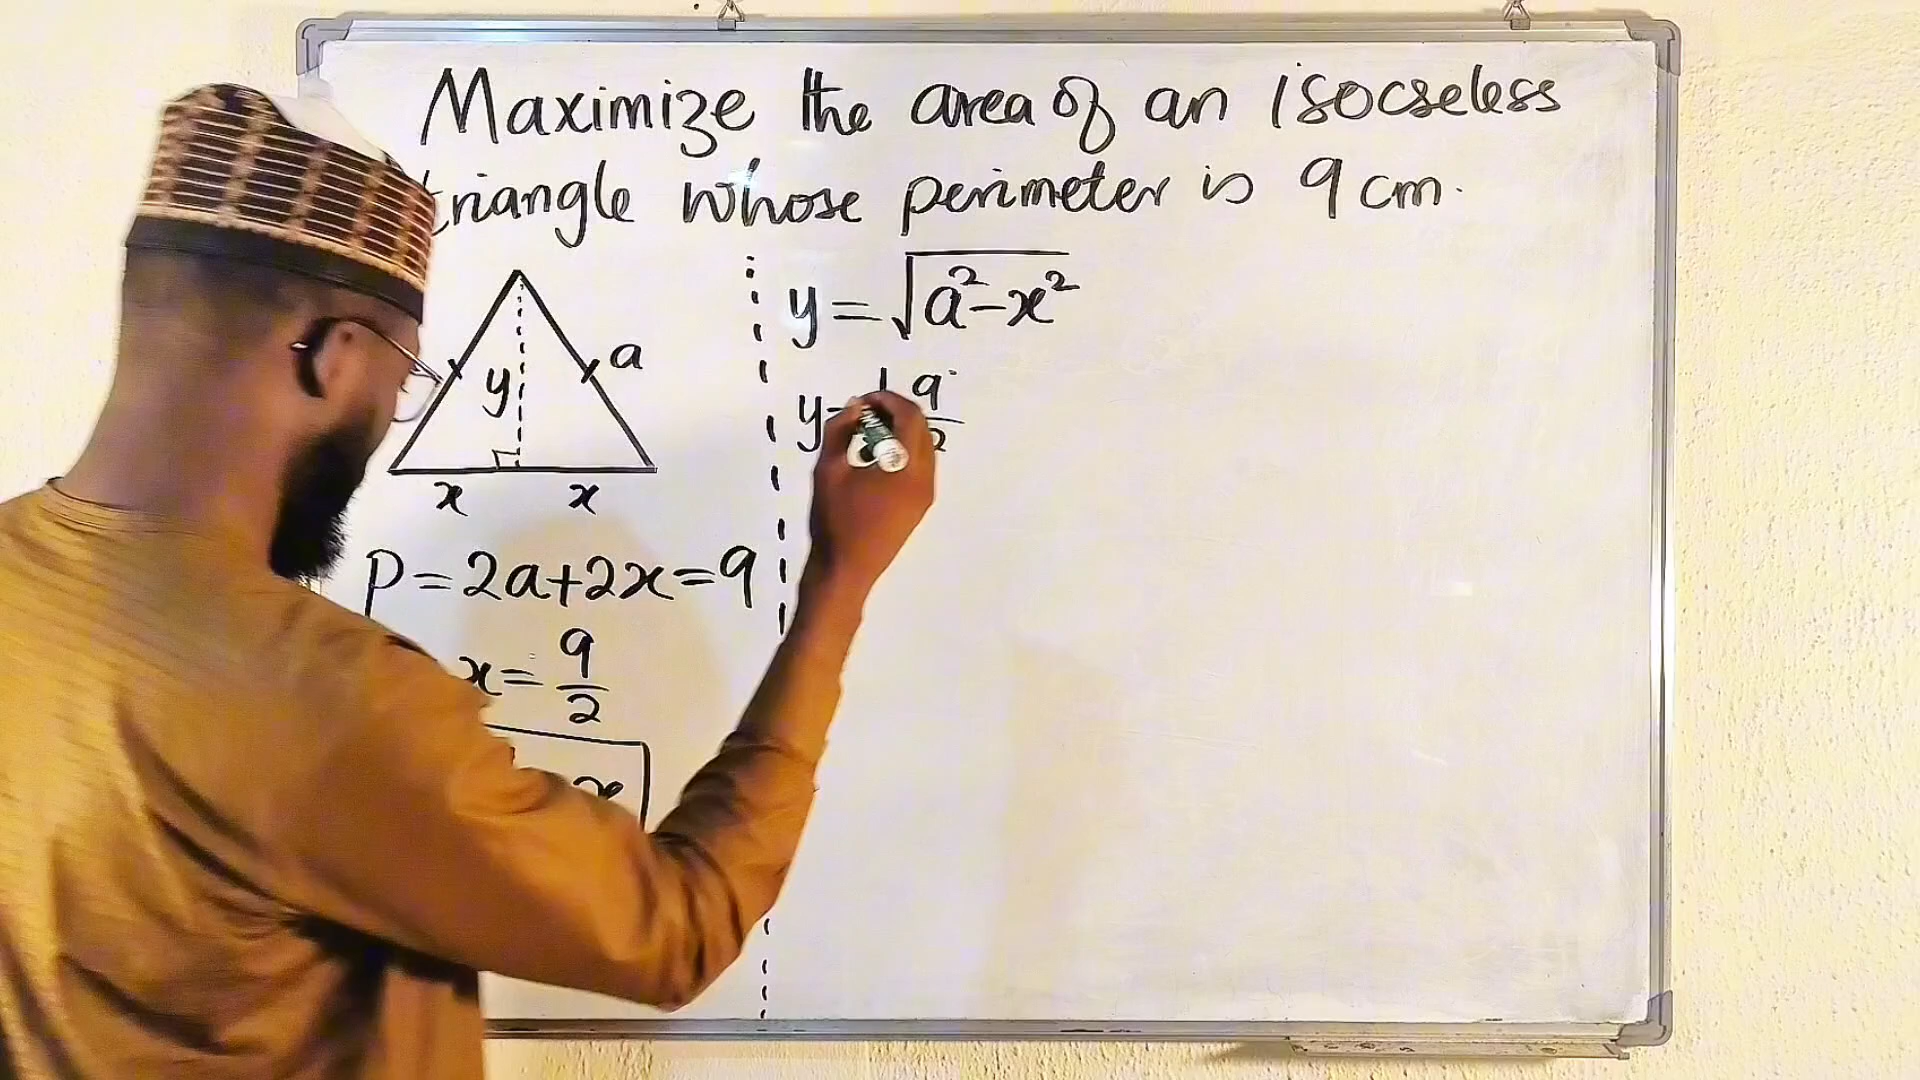 Maximize the area of an isocseless
triangle whose perimeter is 9 cm.
y
a
x x
P = 2a + 2x = 9
x = 9/2
x
y = √(a² - x²)
y = 9